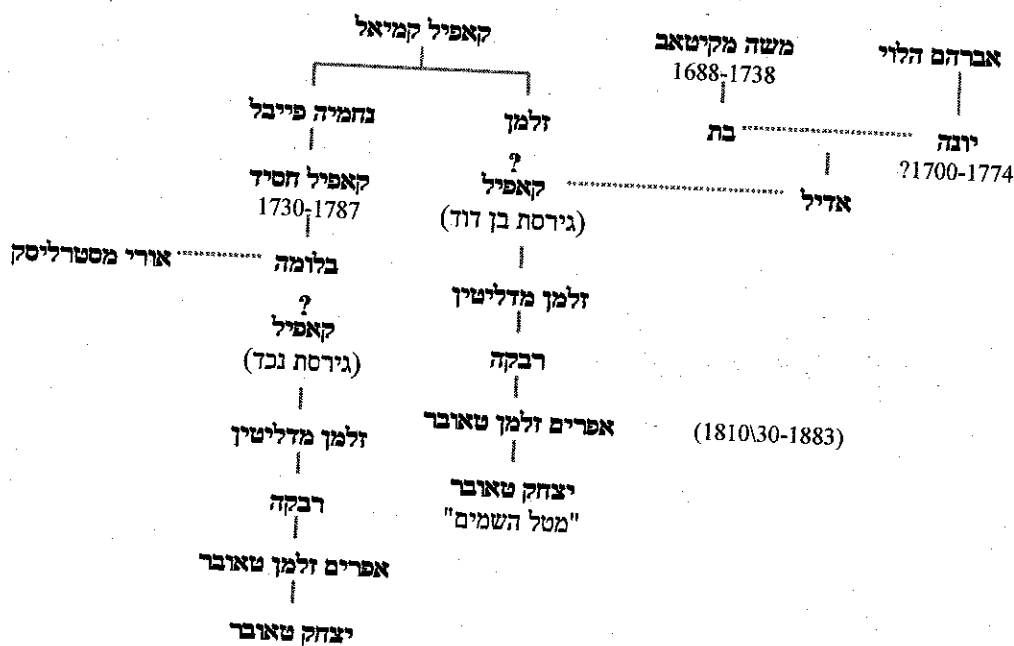 קאפיל קמיאל
משה מקיטאב
1688-1738
אברהם הלוי
נחמיה פייבל
זלמן
בת
יונה
?1700-1774
קאפיל חסיד
1730-1787
?
קאפיל
(גירסת בן דוד)
אדיל
בלומה
אורי מסטרליסק
זלמן מדליטין
?
קאפיל
(גירסת נכד)
רבקה
זלמן מדליטין
אפרים זלמן טאובר
(1810\30-1883)
רבקה
יצחק טאובר
"מטל השמים"
אפרים זלמן טאובר
יצחק טאובר